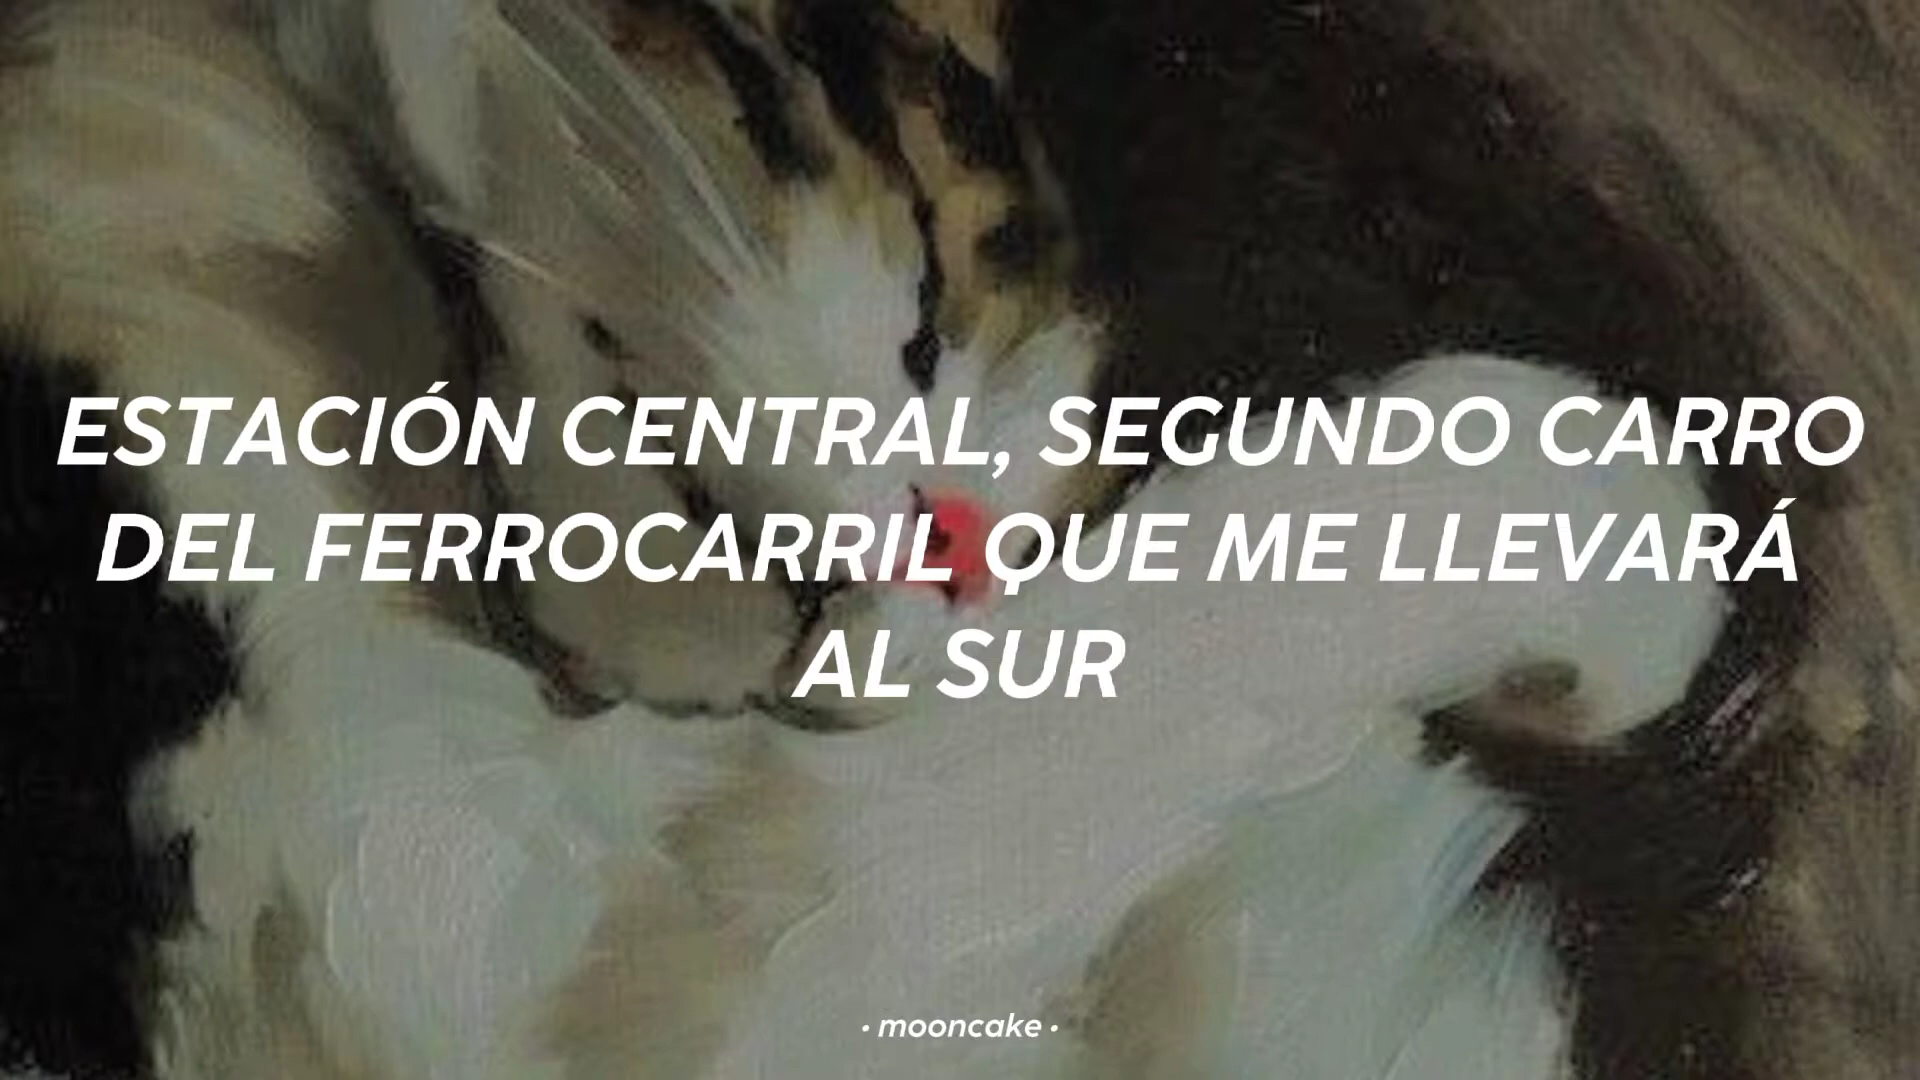 ESTACIÓN CENTRAL, SEGUNDO CARRO
DEL FERROCARRIL QUE ME LLEVARÁ
AL SUR
• mooncake •